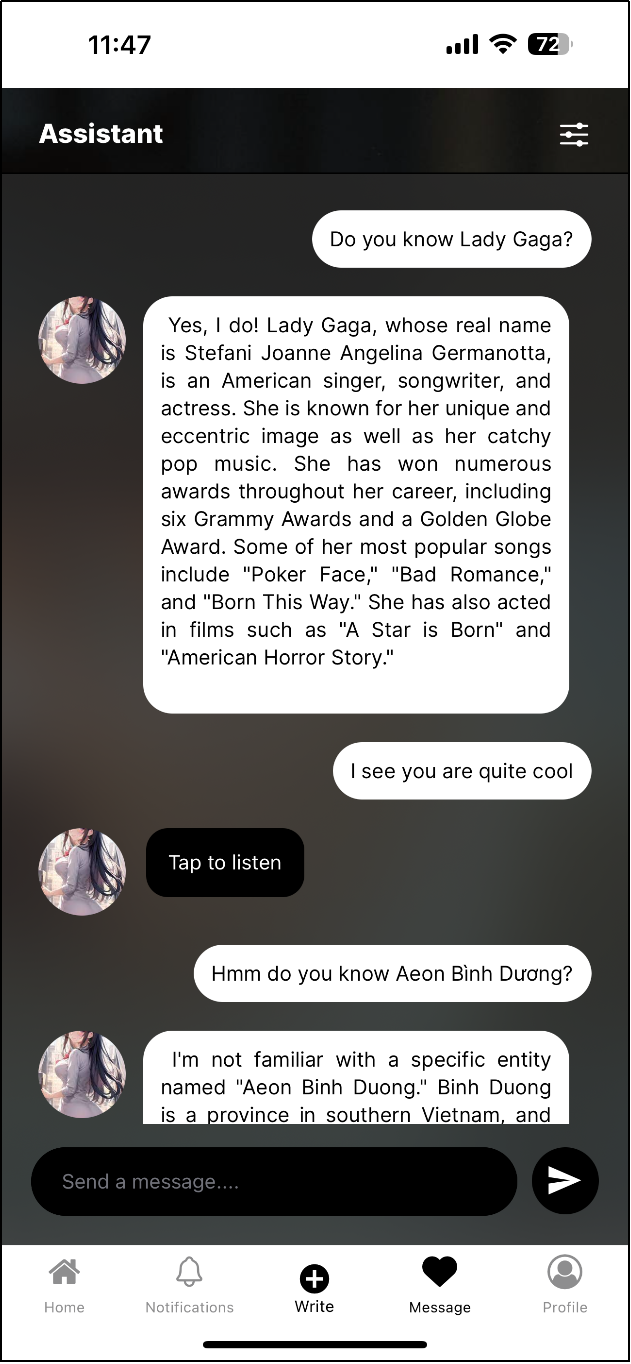 11:47
72
Assistant
Do you know Lady Gaga?
Yes, I do! Lady Gaga, whose real name
is Stefani Joanne Angelina Germanotta,
is an American singer, songwriter, and
actress. She is known for her unique and
eccentric image as well as her catchy
pop music. She has won numerous
awards throughout her career, including
six Grammy Awards and a Golden Globe
Award. Some of her most popular songs
include "Poker Face," "Bad Romance,"
and "Born This Way." She has also acted
in films such as "A Star is Born" and
"American Horror Story."
I see you are quite cool
Tap to listen
Hmm do you know Aeon Bình Dương?
I'm not familiar with a specific entity
named "Aeon Binh Duong." Binh Duong
is a province in southern Vietnam, and
Send a message....
Home
Notifications
Write
Message
Profile